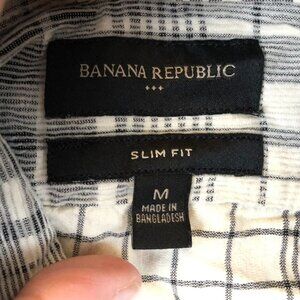 BANANA REPUBLIC
SLIM FIT
M
MADE IN
BANGLADESH